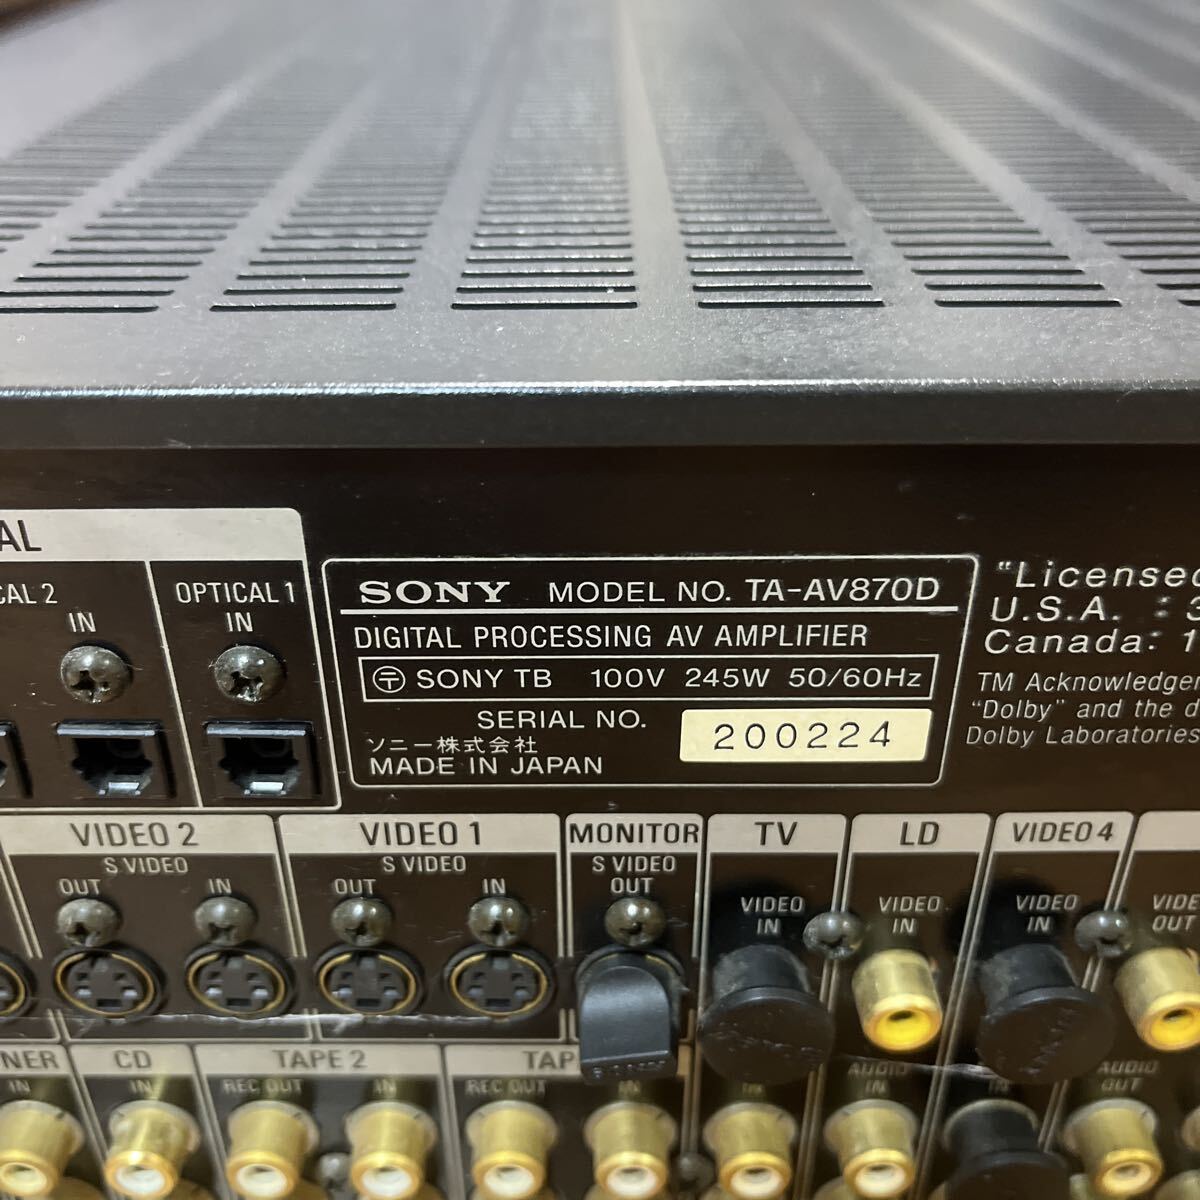 AL
CAL 2
OPTICAL 1
IN
IN
SONY MODEL NO. TA-AV870D
DIGITAL PROCESSING AV AMPLIFIER
〒 SONY TB 100V 245W 50/60Hz
SERIAL NO. 200224
ソニー株式会社
MADE IN JAPAN
"Licensed
U.S.A. : 3
Canada: 1
TM Acknowledgem
"Dolby" and the d
Dolby Laboratories
VIDEO 2
S VIDEO
OUT IN
VIDEO 1
S VIDEO
OUT IN
MONITOR
S VIDEO
OUT
TV
VIDEO
IN
LD
VIDEO
IN
VIDEO 4
VIDEO
IN
VIDE
OUT
NER
IN
CD
IN
TAPE 2
REC OUT IN
TAP
REC OUT
AUDIO
IN
IN
AUDIO
OUT